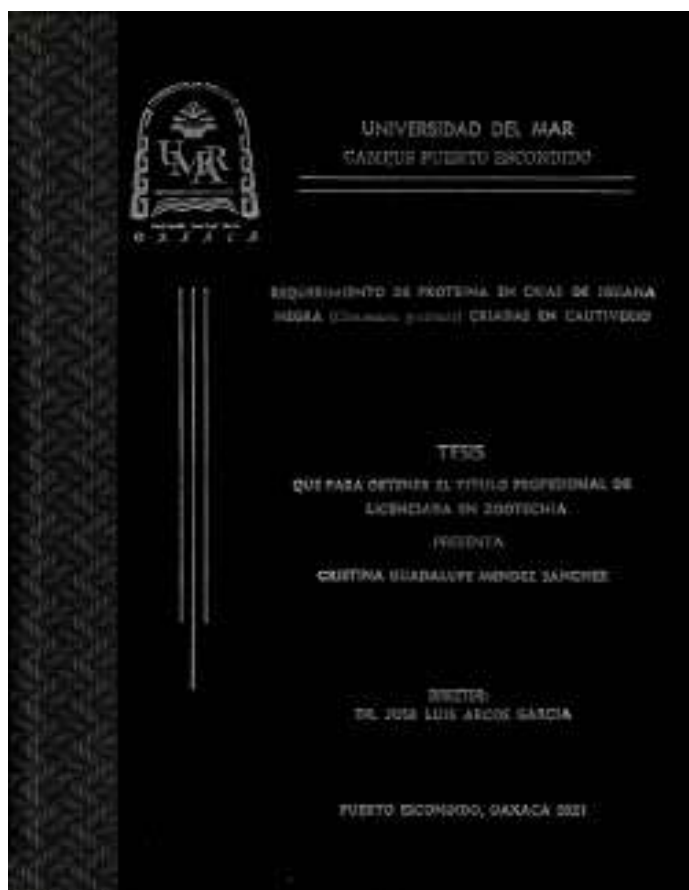 UMAR
OAXACA
UNIVERSIDAD DEL MAR
CAMPUS PUERTO ESCONDIDO
REQUERIMIENTO DE PROTEINA EN CRIAS DE IGUANA
NEGRA CRIADAS EN CAUTIVERIO
TESIS
QUE PARA OBTENER EL TITULO PROFESIONAL DE
LICENCIADA EN ZOOTECNIA
PRESENTA
CRISTINA GUADALUPE MENDEZ SANCHEZ
DIRECTOR:
DR. JOSE LUIS ARCOS GARCIA
PUERTO ESCONDIDO, OAXACA 2021